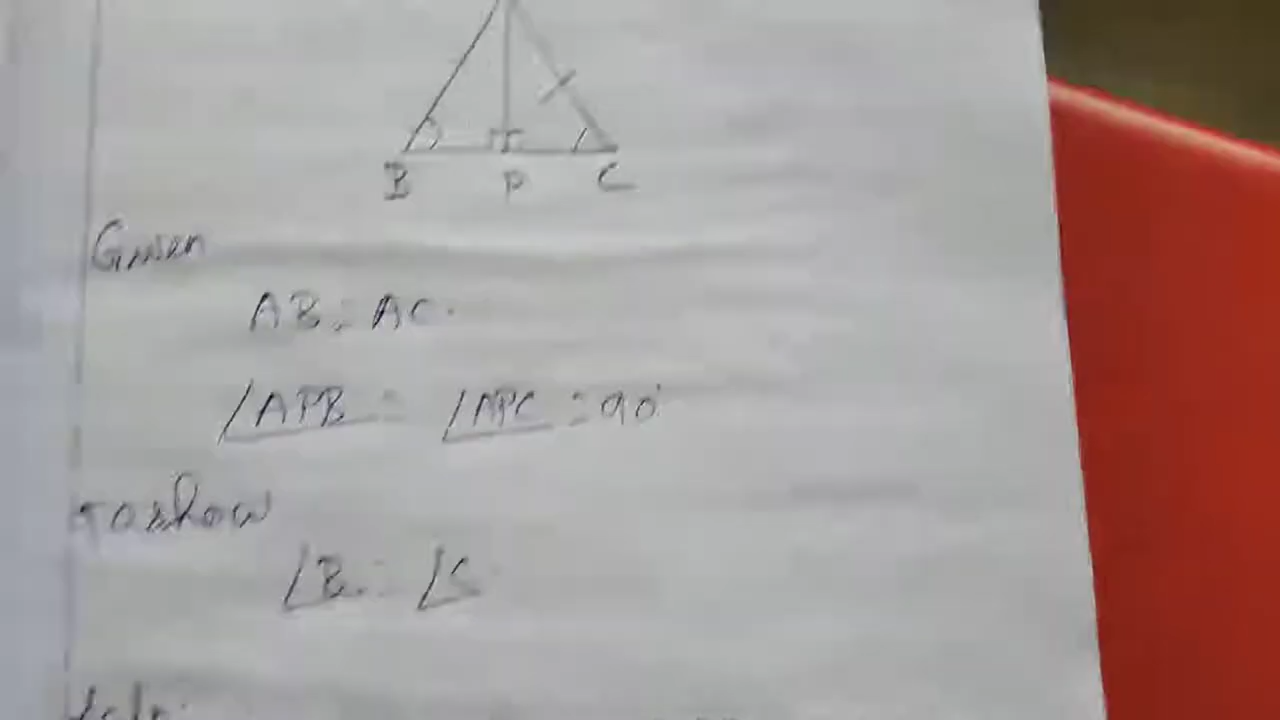 B P C
Given
AB = AC.
∠APB = ∠APC = 90°
To show
∠B = ∠C